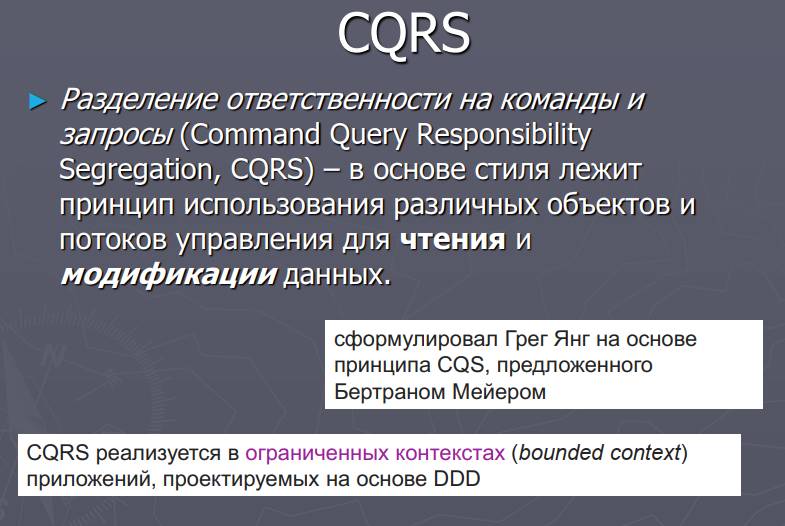 CQRS
Разделение ответственности на команды и
запросы (Command Query Responsibility
Segregation, CQRS) – в основе стиля лежит
принцип использования различных объектов и
потоков управления для чтения и
модификации данных.
сформулировал Грег Янг на основе
принципа CQS, предложенного
Бертраном Мейером
CQRS реализуется в ограниченных контекстах (bounded context)
приложений, проектируемых на основе DDD